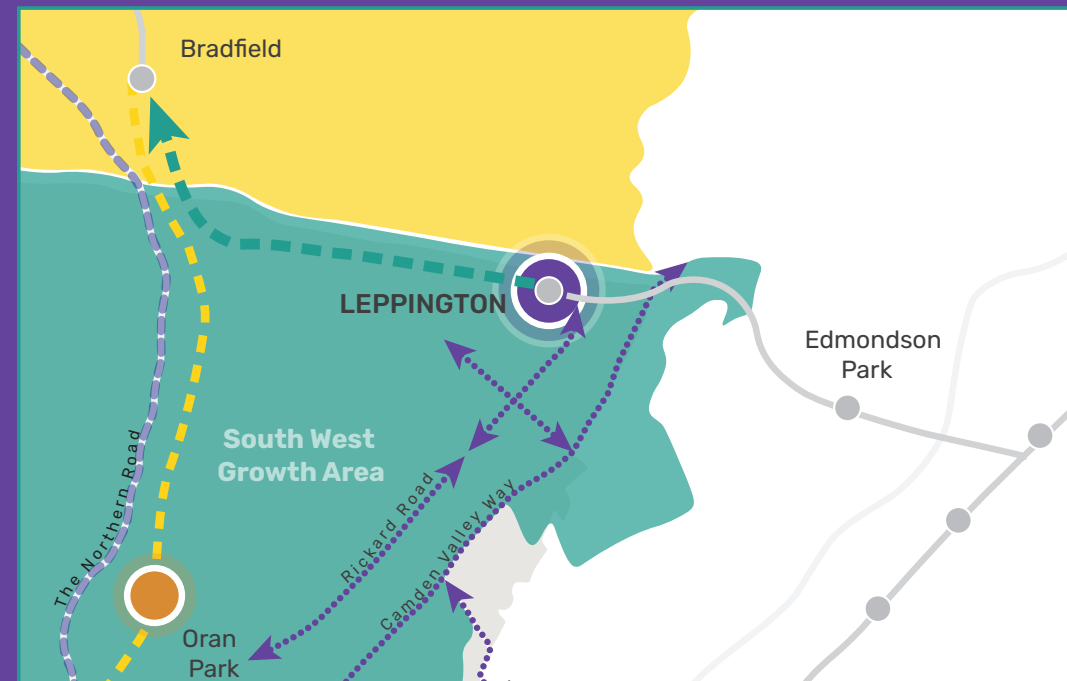 Bradfield
LEPPINGTON
Edmondson
Park
South West
Growth Area
The Northern Road
Rickard Road
Camden Valley Way
Oran
Park